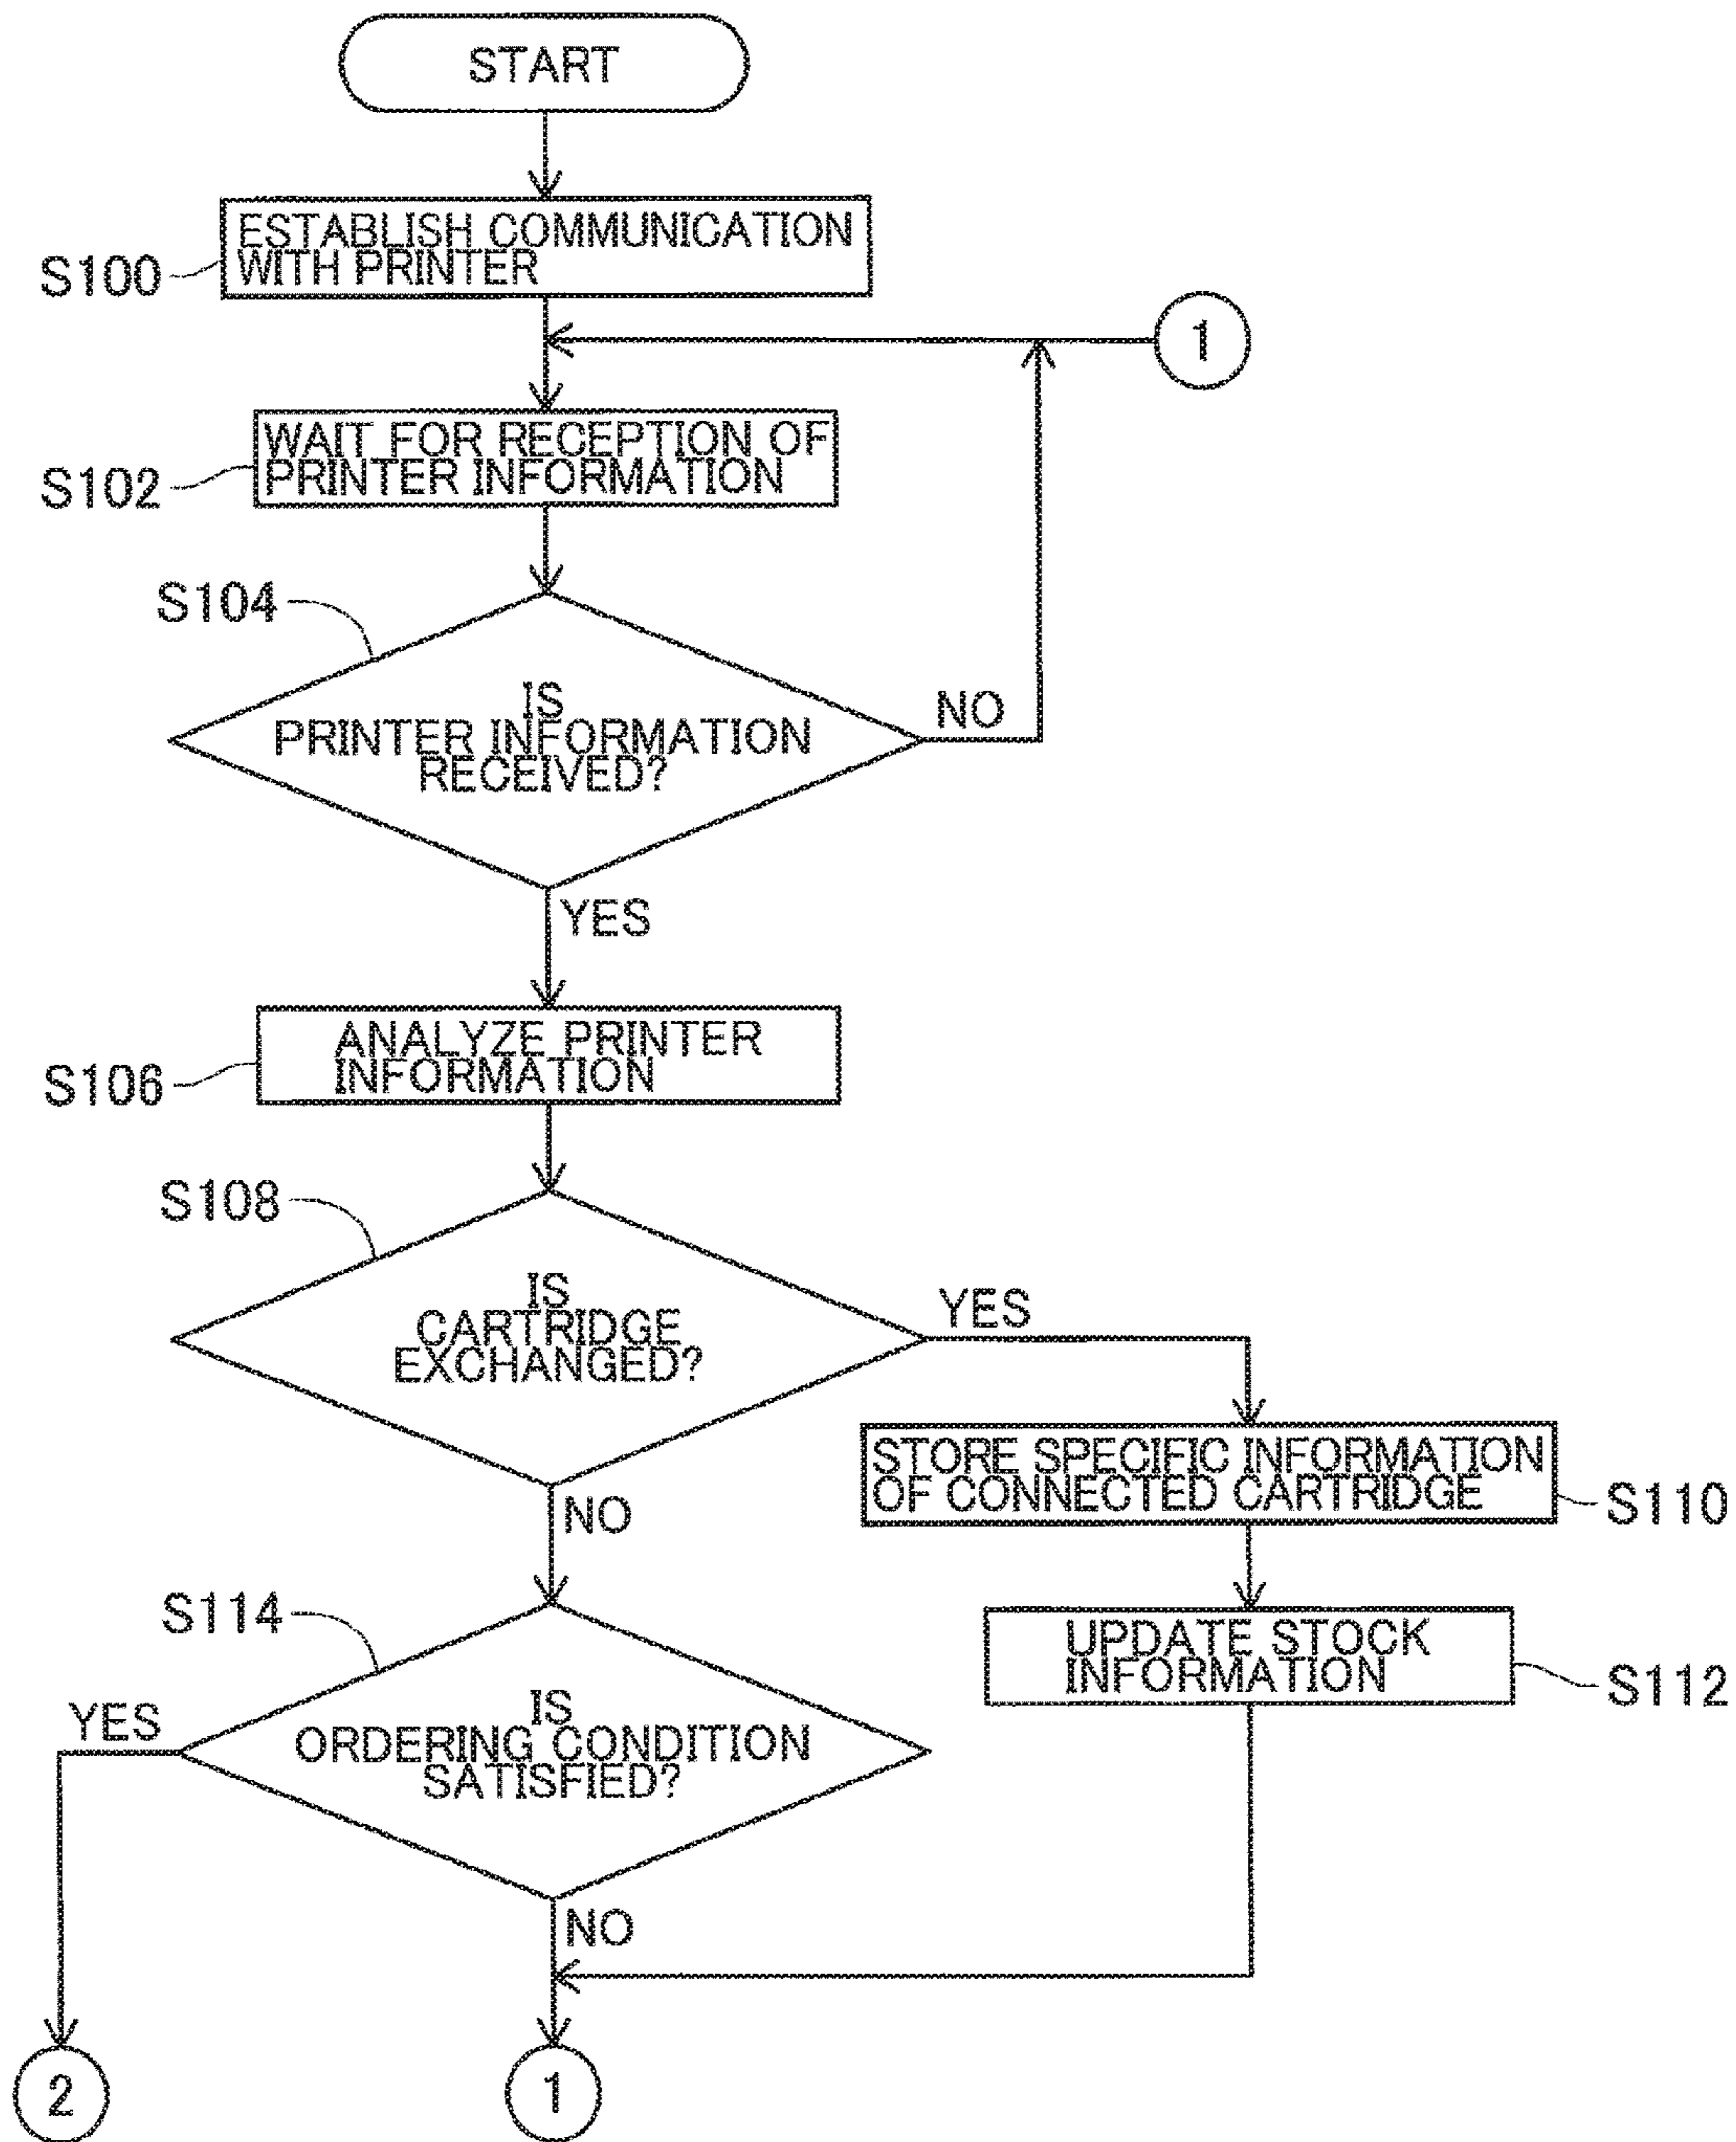 START
ESTABLISH COMMUNICATION
WITH PRINTER
S100
1
WAIT FOR RECEPTION OF
PRINTER INFORMATION
S102
S104
IS
PRINTER INFORMATION
RECEIVED?
NO
YES
ANALYZE PRINTER
INFORMATION
S106
S108
IS
CARTRIDGE
EXCHANGED?
YES
NO
STORE SPECIFIC INFORMATION
OF CONNECTED CARTRIDGE
S110
S114
UPDATE STOCK
INFORMATION
S112
YES
IS
ORDERING CONDITION
SATISFIED?
NO
2
1